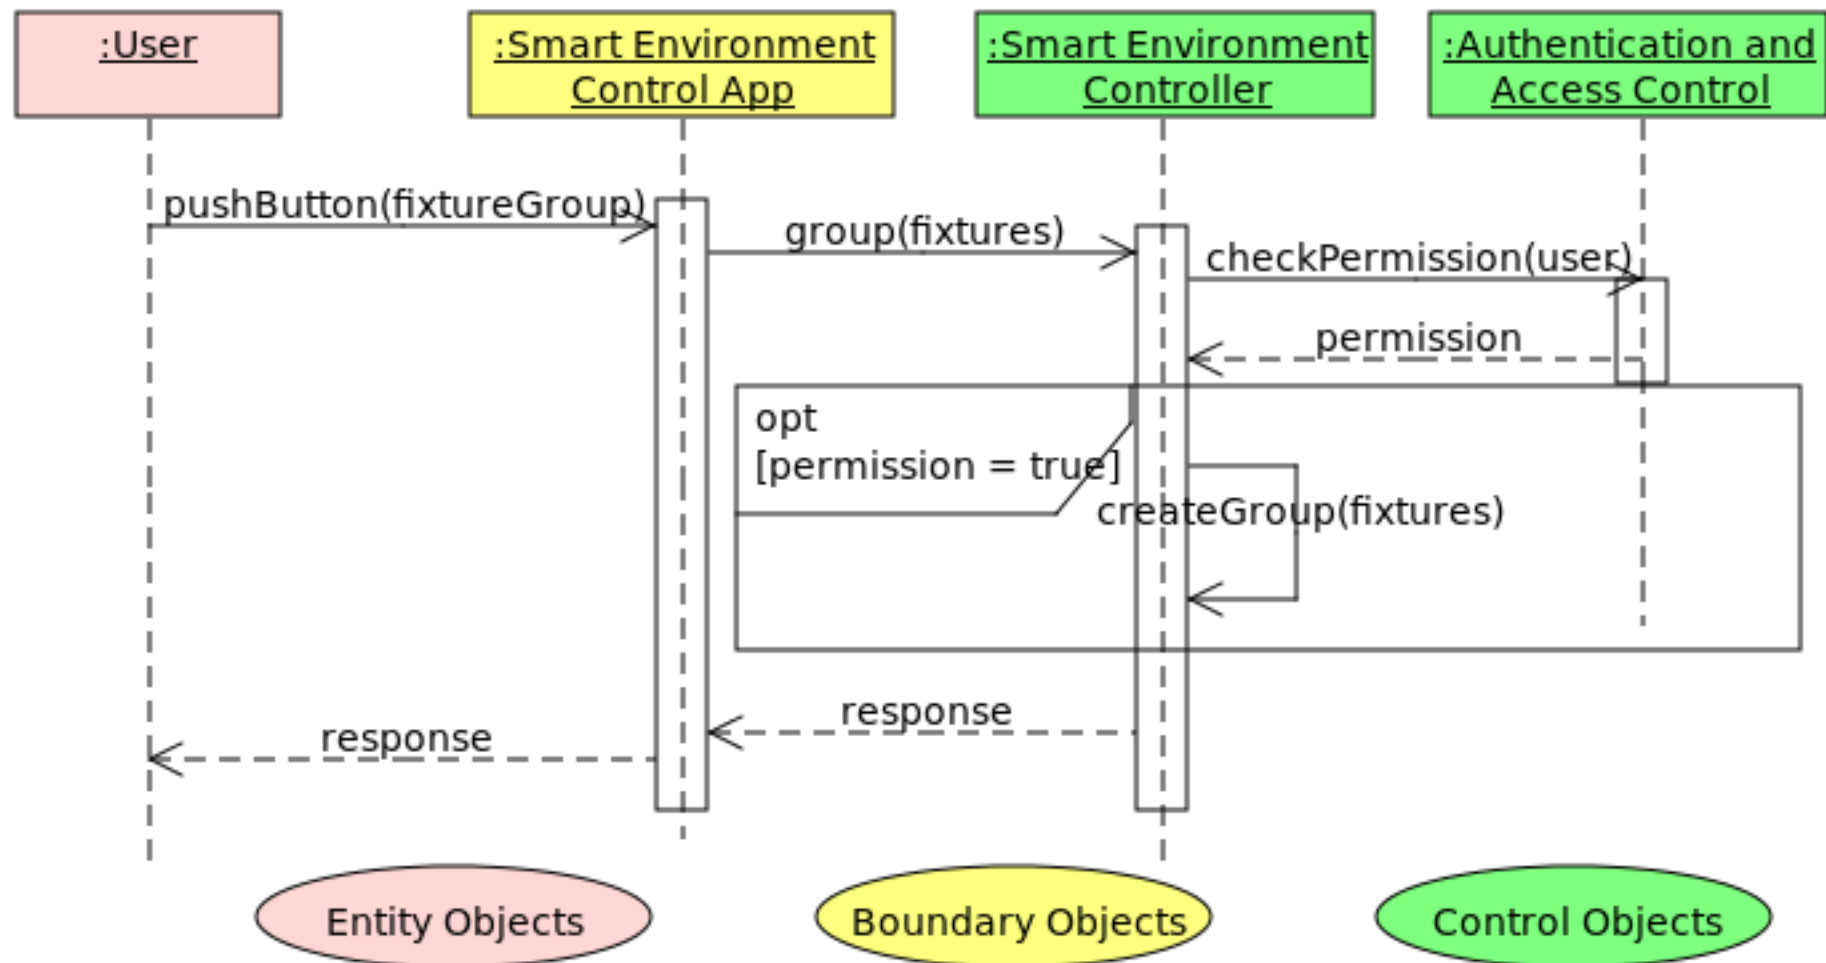 :User
:Smart Environment
Control App
:Smart Environment
Controller
:Authentication and
Access Control
pushButton(fixtureGroup)
group(fixtures)
checkPermission(user)
permission
opt
[permission = true]
createGroup(fixtures)
response
response
Entity Objects
Boundary Objects
Control Objects